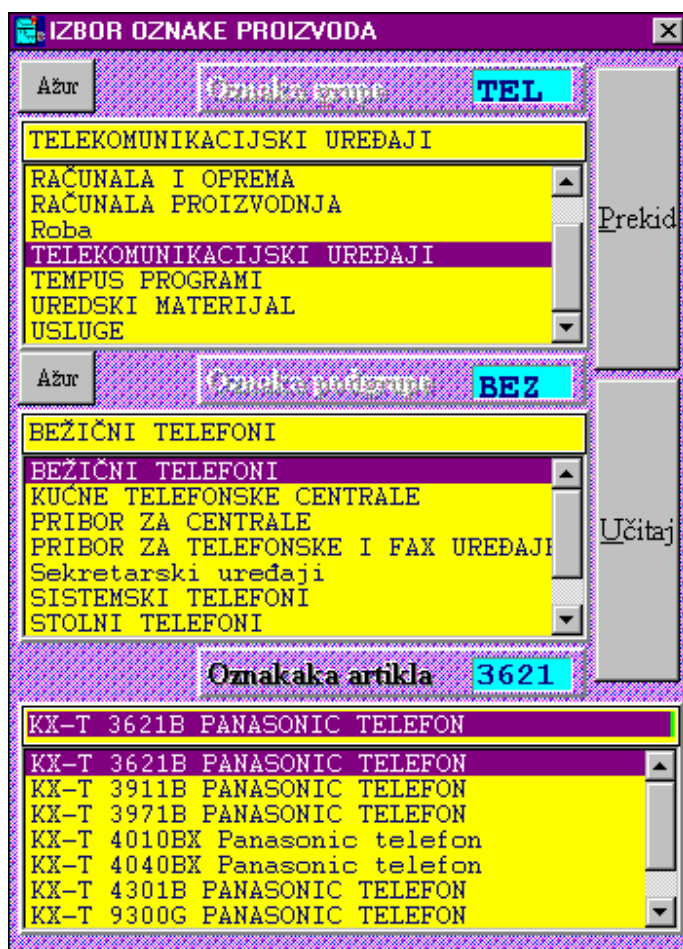 IZBOR OZNAKE PROIZVODA
Ažur
Oznaka grupe
TEL
TELEKOMUNIKACIJSKI UREĐAJI
RAČUNALA I OPREMA
RAČUNALA PROIZVODNJA
Roba
TELEKOMUNIKACIJSKI UREĐAJI
TEMPUS PROGRAMI
UREDSKI MATERIJAL
USLUGE
Prekid
Ažur
Oznaka podgrupe
BEZ
BEŽIČNI TELEFONI
BEŽIČNI TELEFONI
KUĆNE TELEFONSKE CENTRALE
PRIBOR ZA CENTRALE
PRIBOR ZA TELEFONSKE I FAX UREĐAJE
Sekretarski uređaji
SISTEMSKI TELEFONI
STOLNI TELEFONI
Učitaj
Oznakaka artikla
3621
KX-T 3621B PANASONIC TELEFON
KX-T 3621B PANASONIC TELEFON
KX-T 3911B PANASONIC TELEFON
KX-T 3971B PANASONIC TELEFON
KX-T 4010BX Panasonic telefon
KX-T 4040BX Panasonic telefon
KX-T 4301B PANASONIC TELEFON
KX-T 9300G PANASONIC TELEFON